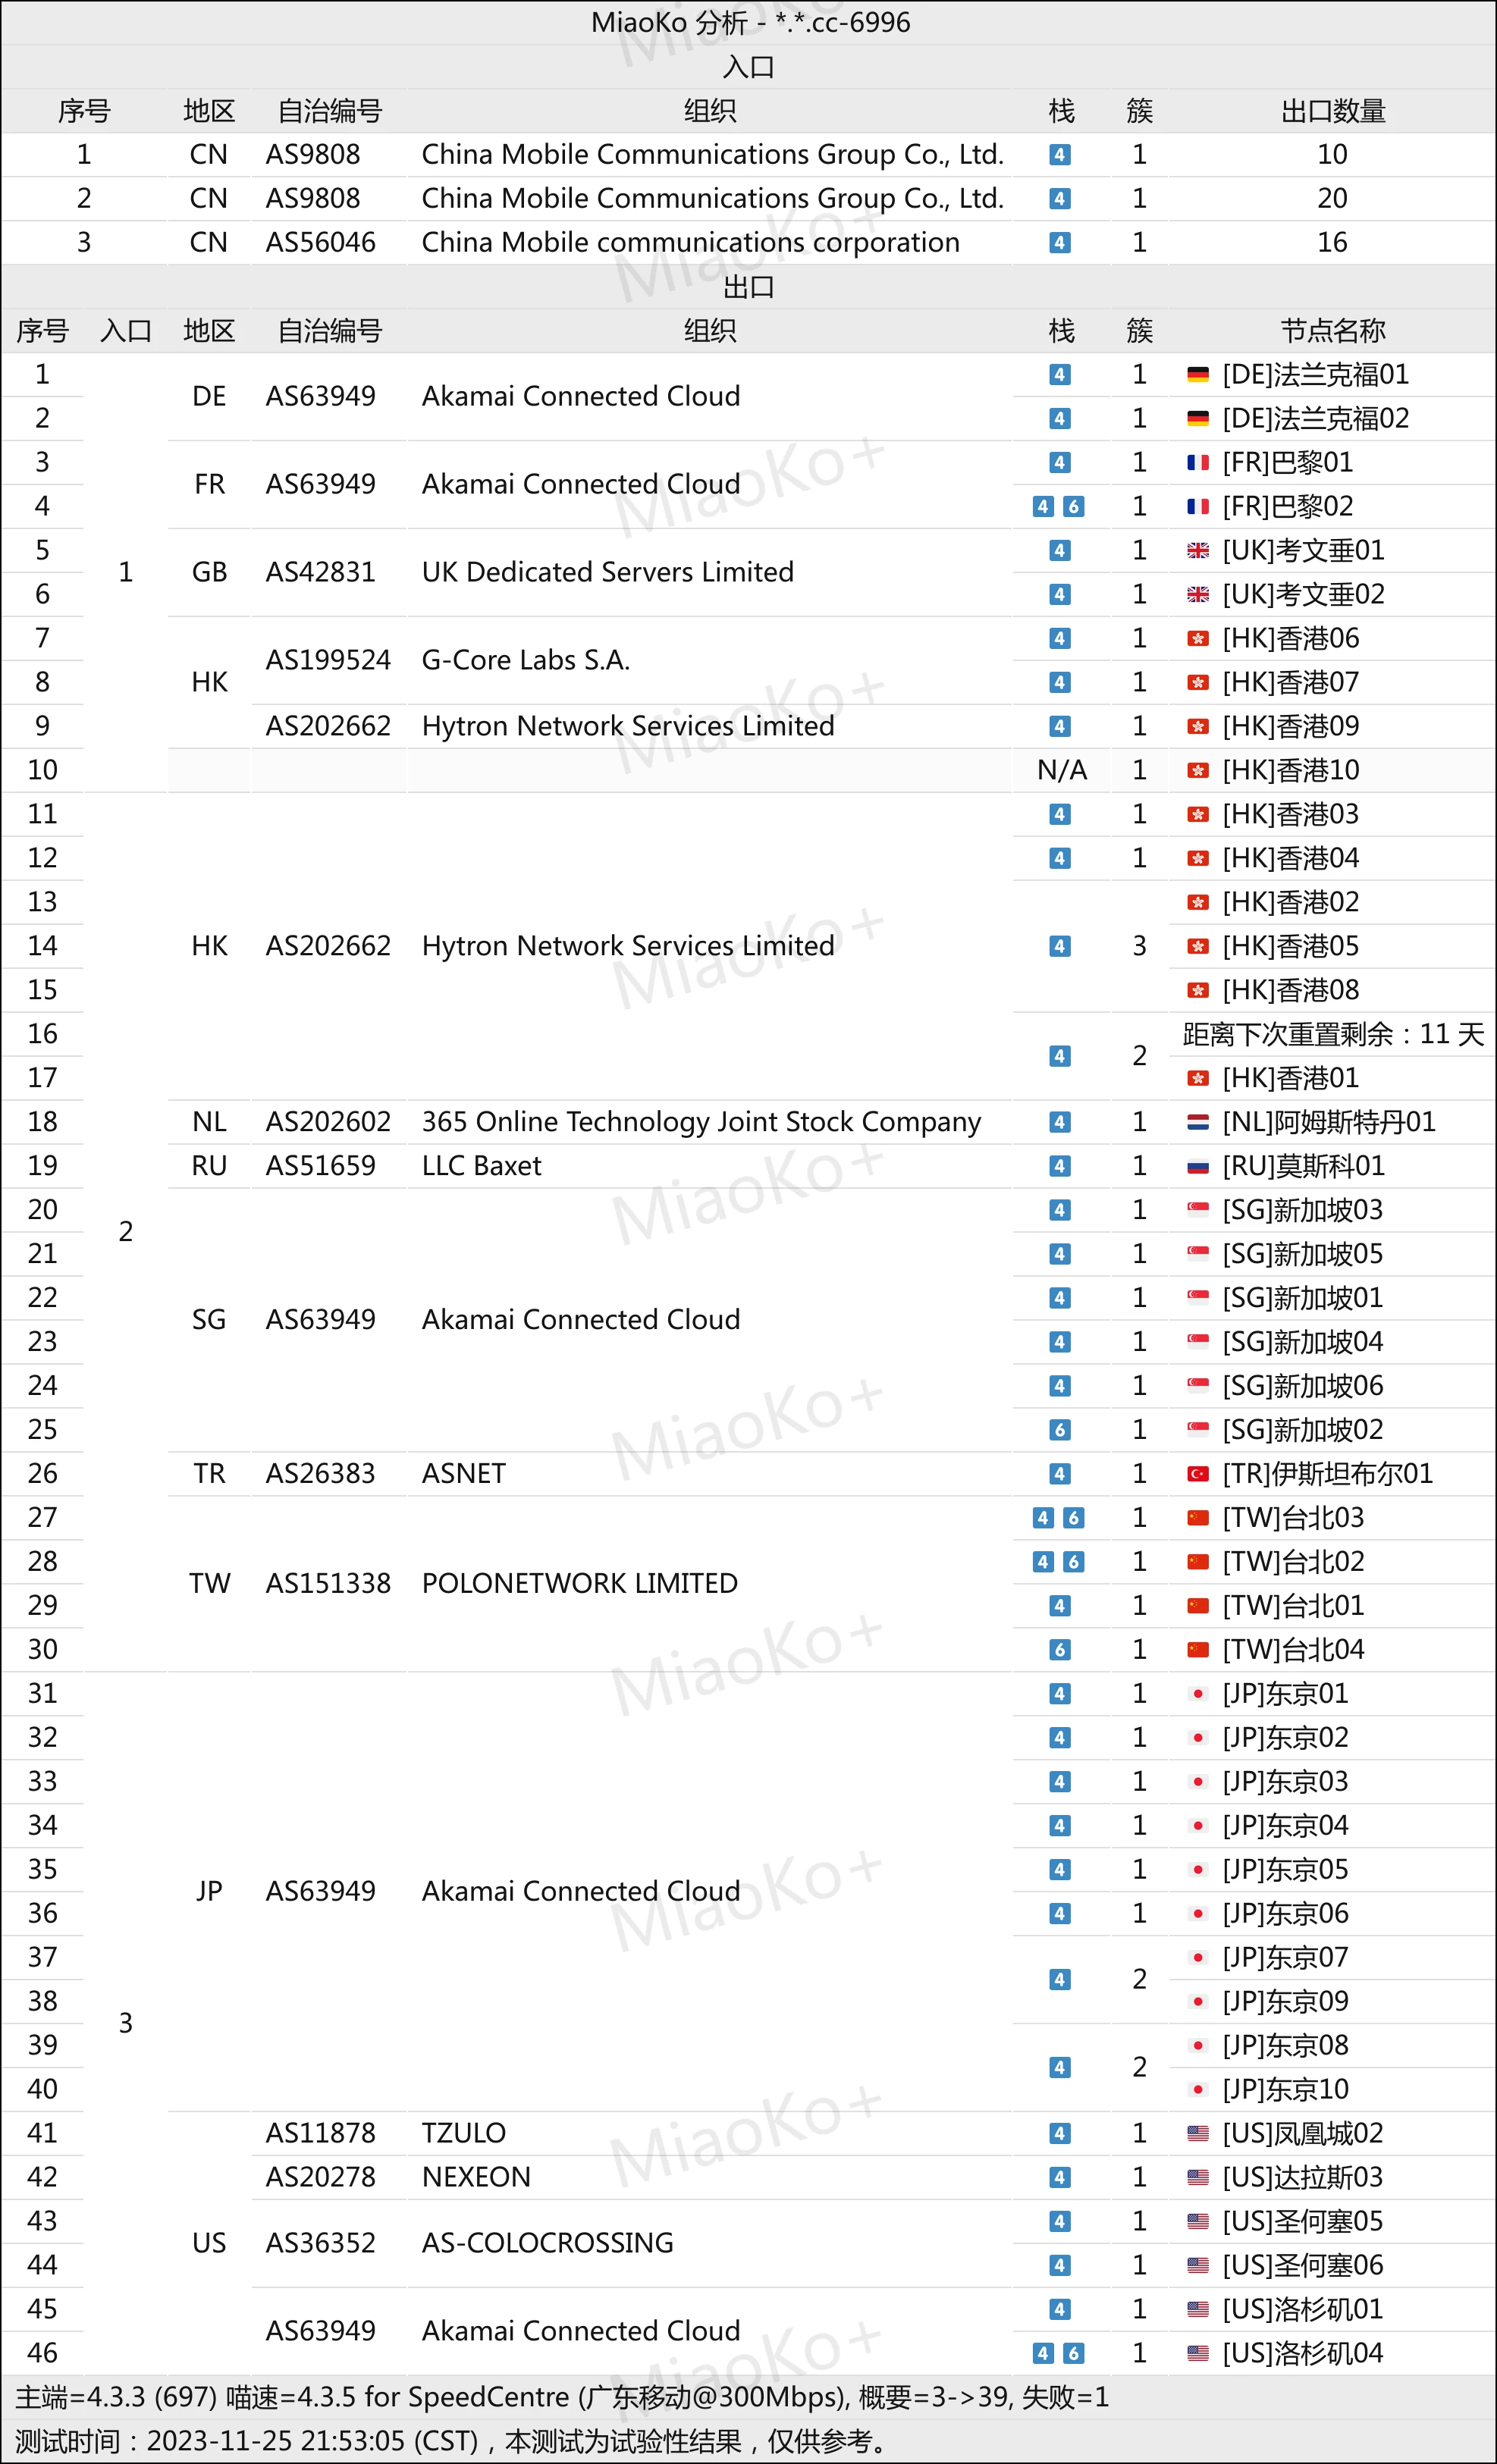 MiaoKo 分析 - *.*.cc-6996
入口
序号 地区 自治编号 组织 栈 簇 出口数量
1 CN AS9808 China Mobile Communications Group Co., Ltd. 4 1 10
2 CN AS9808 China Mobile Communications Group Co., Ltd. 4 1 20
3 CN AS56046 China Mobile communications corporation 4 1 16
出口
序号 入口 地区 自治编号 组织 栈 簇 节点名称
1 1 DE AS63949 Akamai Connected Cloud 4 1 [DE]法兰克福01
2 4 1 [DE]法兰克福02
3 FR AS63949 Akamai Connected Cloud 4 1 [FR]巴黎01
4 4 6 1 [FR]巴黎02
5 GB AS42831 UK Dedicated Servers Limited 4 1 [UK]考文垂01
6 4 1 [UK]考文垂02
7 HK AS199524 G-Core Labs S.A. 4 1 [HK]香港06
8 4 1 [HK]香港07
9 AS202662 Hytron Network Services Limited 4 1 [HK]香港09
10 N/A 1 [HK]香港10
11 2 HK AS202662 Hytron Network Services Limited 4 1 [HK]香港03
12 4 1 [HK]香港04
13 4 3 [HK]香港02
14 [HK]香港05
15 [HK]香港08
16 4 2 距离下次重置剩余：11 天
17 [HK]香港01
18 NL AS202602 365 Online Technology Joint Stock Company 4 1 [NL]阿姆斯特丹01
19 RU AS51659 LLC Baxet 4 1 [RU]莫斯科01
20 SG AS63949 Akamai Connected Cloud 4 1 [SG]新加坡03
21 4 1 [SG]新加坡05
22 4 1 [SG]新加坡01
23 4 1 [SG]新加坡04
24 4 1 [SG]新加坡06
25 6 1 [SG]新加坡02
26 TR AS26383 ASNET 4 1 [TR]伊斯坦布尔01
27 TW AS151338 POLONETWORK LIMITED 4 6 1 [TW]台北03
28 4 6 1 [TW]台北02
29 4 1 [TW]台北01
30 6 1 [TW]台北04
31 3 JP AS63949 Akamai Connected Cloud 4 1 [JP]东京01
32 4 1 [JP]东京02
33 4 1 [JP]东京03
34 4 1 [JP]东京04
35 4 1 [JP]东京05
36 4 1 [JP]东京06
37 4 2 [JP]东京07
38 [JP]东京09
39 4 2 [JP]东京08
40 [JP]东京10
41 US AS11878 TZULO 4 1 [US]凤凰城02
42 AS20278 NEXEON 4 1 [US]达拉斯03
43 AS36352 AS-COLOCROSSING 4 1 [US]圣何塞05
44 4 1 [US]圣何塞06
45 AS63949 Akamai Connected Cloud 4 1 [US]洛杉矶01
46 4 6 1 [US]洛杉矶04
主端=4.3.3 (697) 喵速=4.3.5 for SpeedCentre (广东移动@300Mbps), 概要=3->39, 失败=1
测试时间：2023-11-25 21:53:05 (CST)，本测试为试验性结果，仅供参考。
MiaoKo+
MiaoKo+
MiaoKo+
MiaoKo+
MiaoKo+
MiaoKo+
MiaoKo+
MiaoKo+
MiaoKo+
MiaoKo+
MiaoKo+